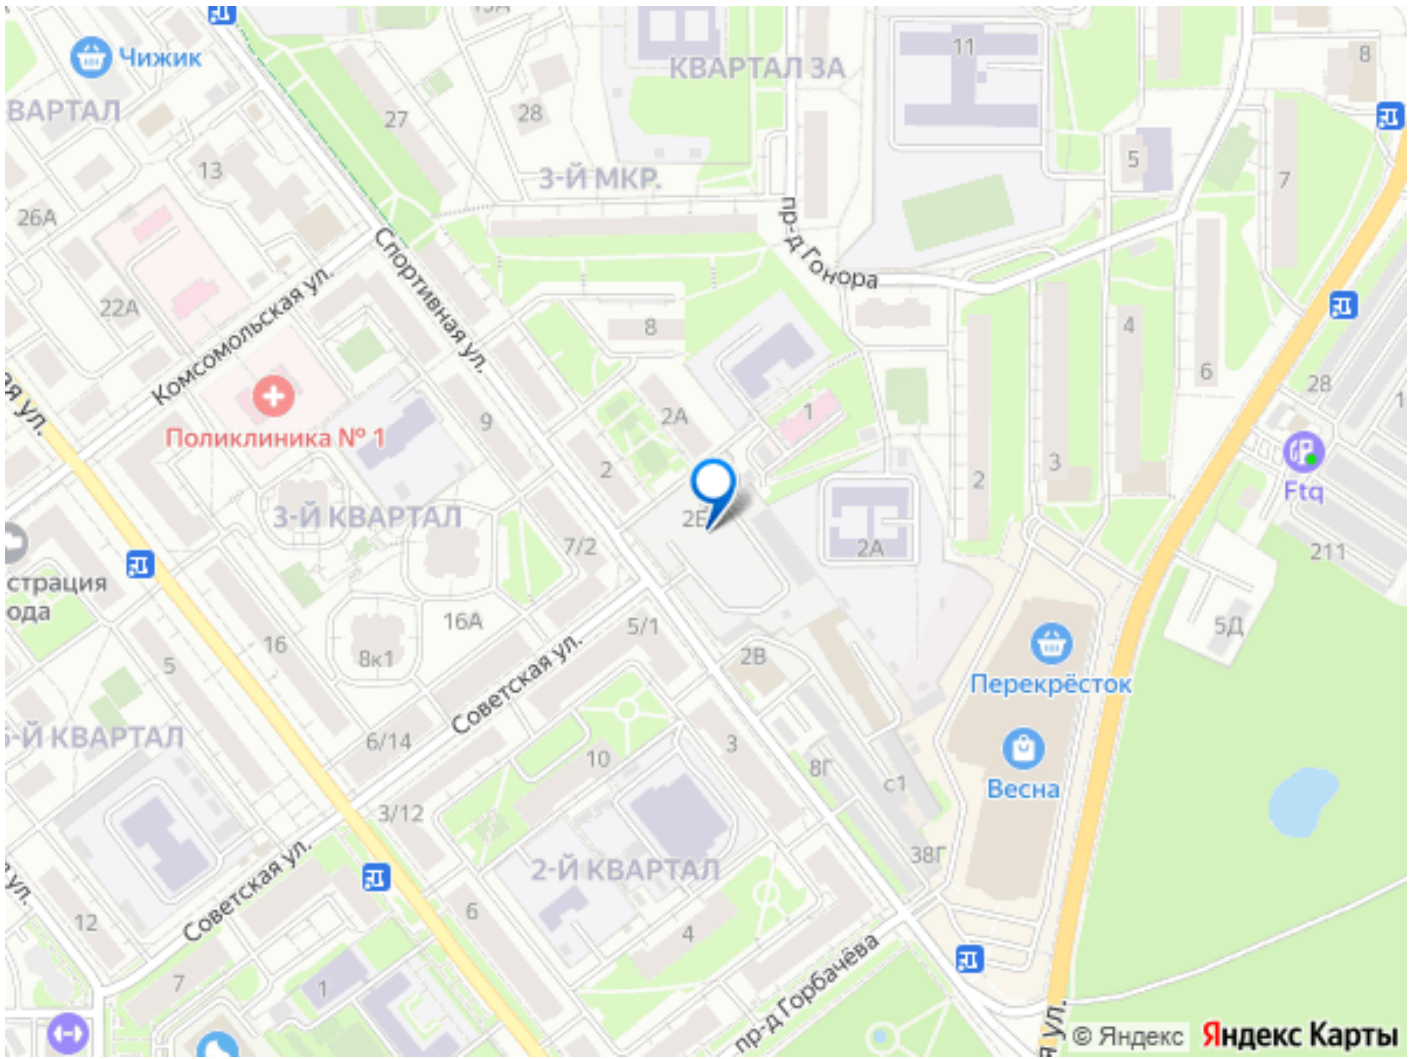 Чижик
11
8
КВАРТАЛ 3А
ВАРТАЛ
27
28
13
5
7
3-Й МКР.
26А
пр-д Гонора
Спортивная ул.
22А
Комсомольская ул.
8
4
6
28
1
2А
1
9
Поликлиника № 1
2
2
3
Ftq
3-Й КВАРТАЛ
7/2
2А
211
страция
ода
16А
5/1
5Д
16
8к1
2В
5
Советская ул.
Перекрёсток
-Й КВАРТАЛ
6/14
3
10
8Г
с1
Весна
3/12
38Г
2-Й КВАРТАЛ
Советская ул.
12
6
4
7
1
пр-д Горбачёва
© Яндекс
Яндекс Карты